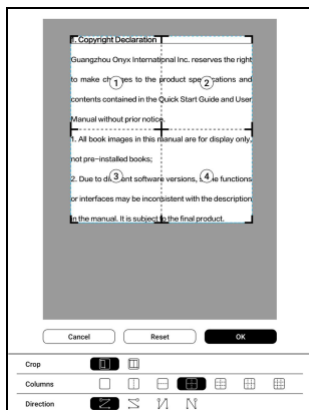 1. Copyright Declaration
Guangzhou Onyx International Inc. reserves the right
to make changes to the product specifications and
contents contained in the Quick Start Guide and User
Manual without prior notice.
1. All book images in this manual are for display only,
not pre-installed books;
2. Due to different software versions, some functions
or interfaces may be inconsistent with the description
in the manual. It is subject to the final product.
1
2
3
4
Cancel Reset OK
Crop
Columns
Direction